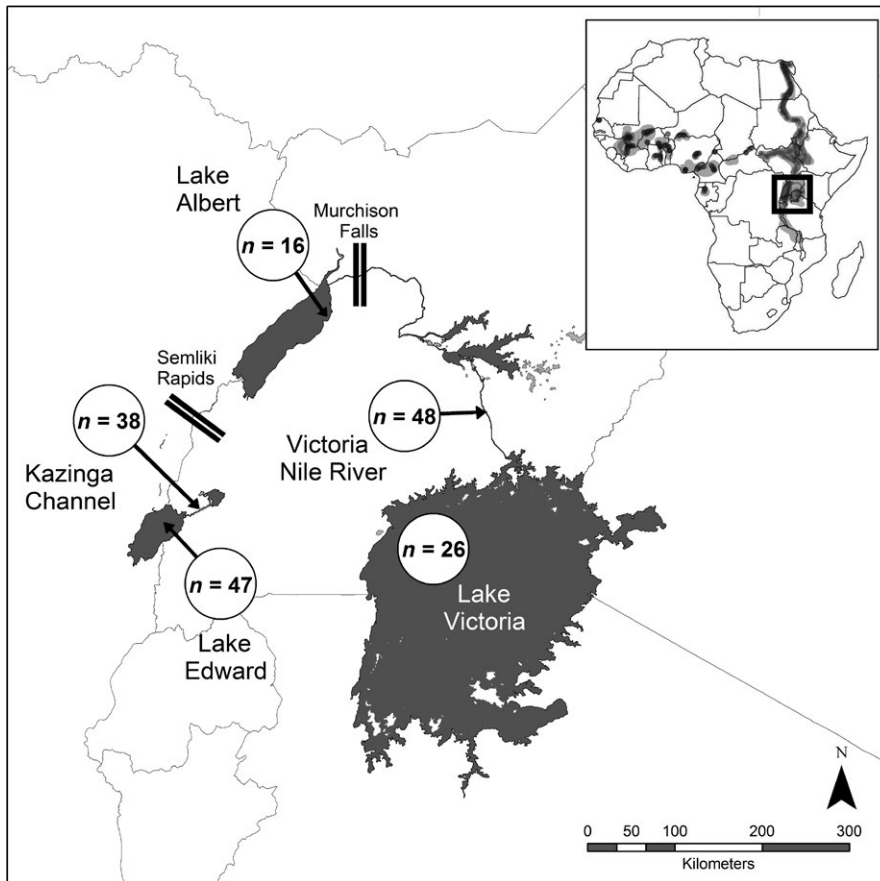 Lake
Albert
Murchison
Falls
n = 16
Semliki
Rapids
n = 38
n = 48
Kazinga
Channel
Victoria
Nile River
n = 26
n = 47
Lake
Victoria
Lake
Edward
N
0 50 100 200 300
Kilometers